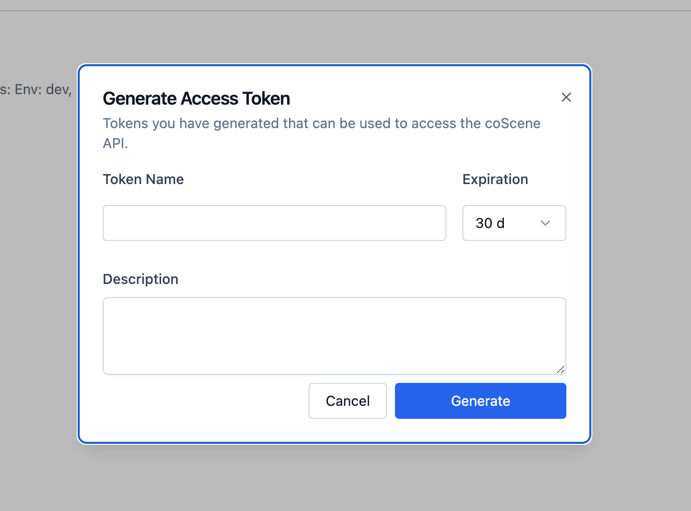 s: Env: dev,
Generate Access Token
Tokens you have generated that can be used to access the coScene
API.
Token Name
Expiration
30 d
Description
Cancel
Generate